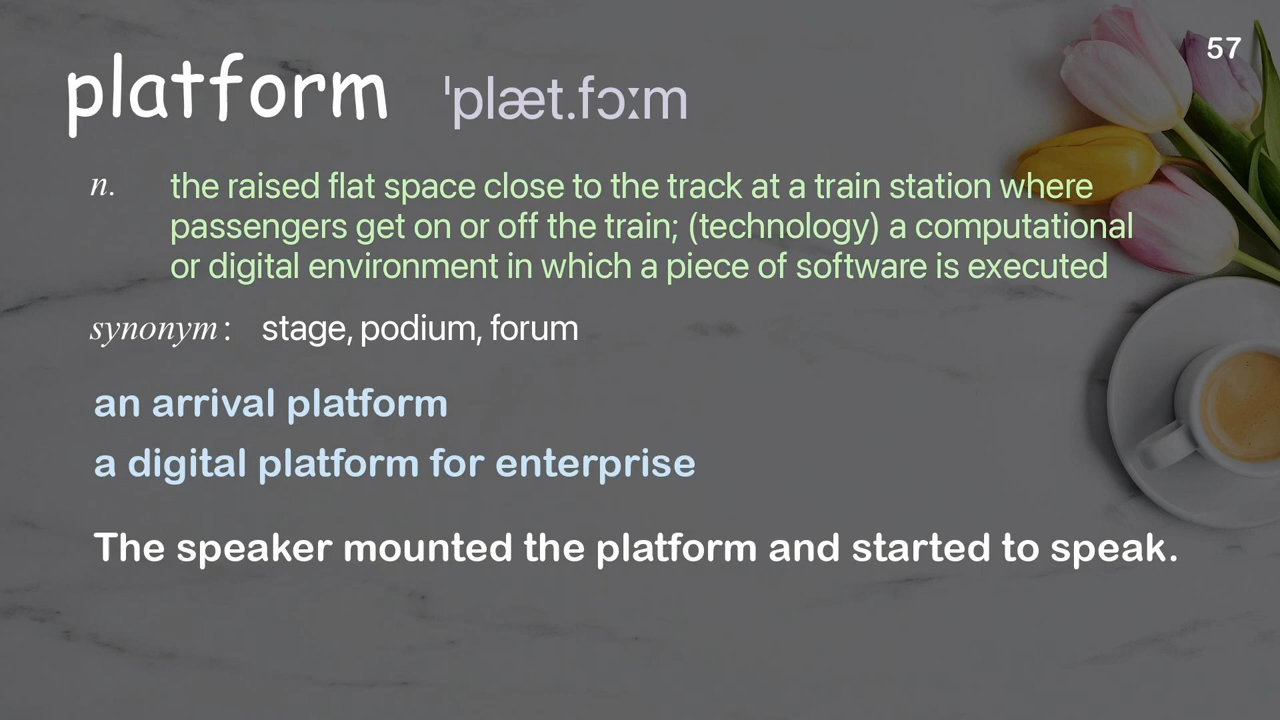 57
platform ˈplæt.fɔːm
n. the raised flat space close to the track at a train station where
passengers get on or off the train; (technology) a computational
or digital environment in which a piece of software is executed
synonym: stage, podium, forum
an arrival platform
a digital platform for enterprise
The speaker mounted the platform and started to speak.